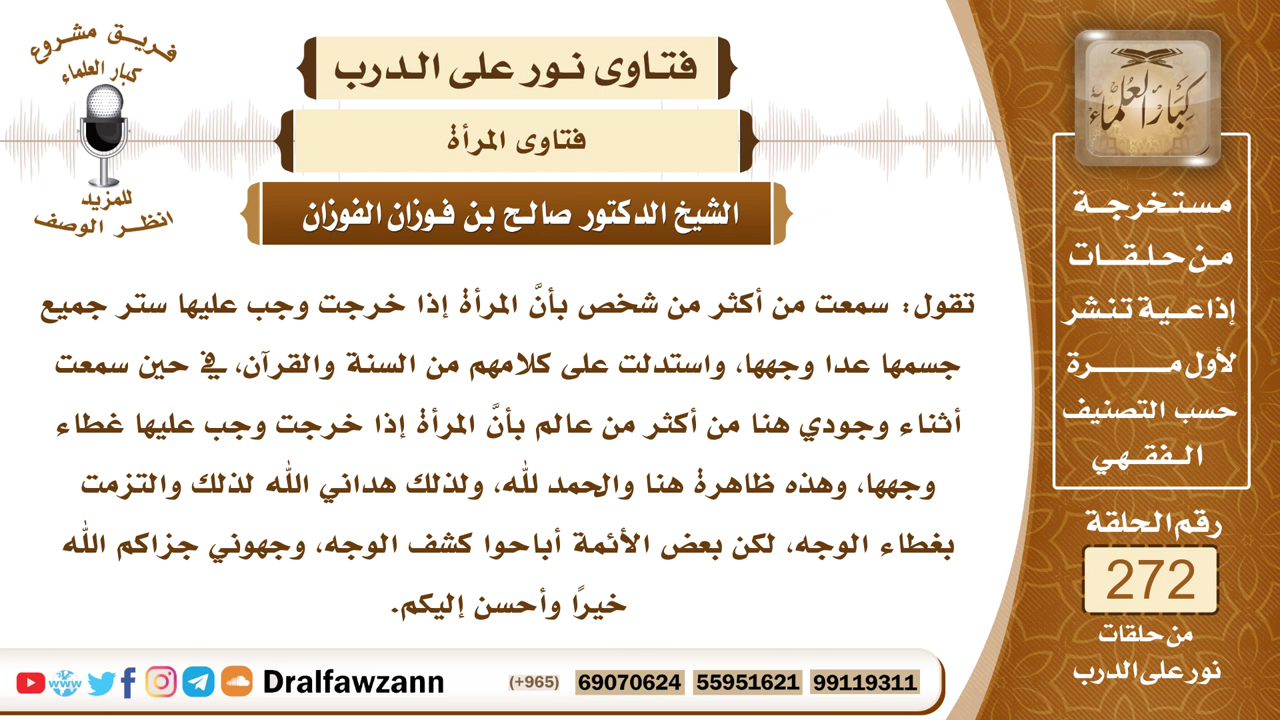 فريق مشروع
كبار العلماء
للمزيد
انظر الوصف
فتاوى نور على الدرب
فتاوى المرأة
الشيخ الدكتور صالح بن فوزان الفوزان
تقول: سمعت من أكثر من شخص بأنَّ المرأة إذا خرجت وجب عليها ستر جميع
جسمها عدا وجهها، واستدلت على كلامهم من السنة والقرآن، في حين سمعت
أثناء وجودي هنا من أكثر من عالم بأنَّ المرأة إذا خرجت وجب عليها غطاء
وجهها، وهذه ظاهرة هنا والحمد لله، ولذلك هداني الله لذلك والتزمت
بغطاء الوجه، لكن بعض الأئمة أباحوا كشف الوجه، وجهوني جزاكم الله
خيرًا وأحسن إليكم.
كبار العلماء
مستخرجة
من حلقات
إذاعية تنشر
لأول مرة
حسب التصنيف
الفقهي
رقم الحلقة
272
من حلقات
نور على الدرب
www Dralfawzann (+965) 69070624 55951621 99119311